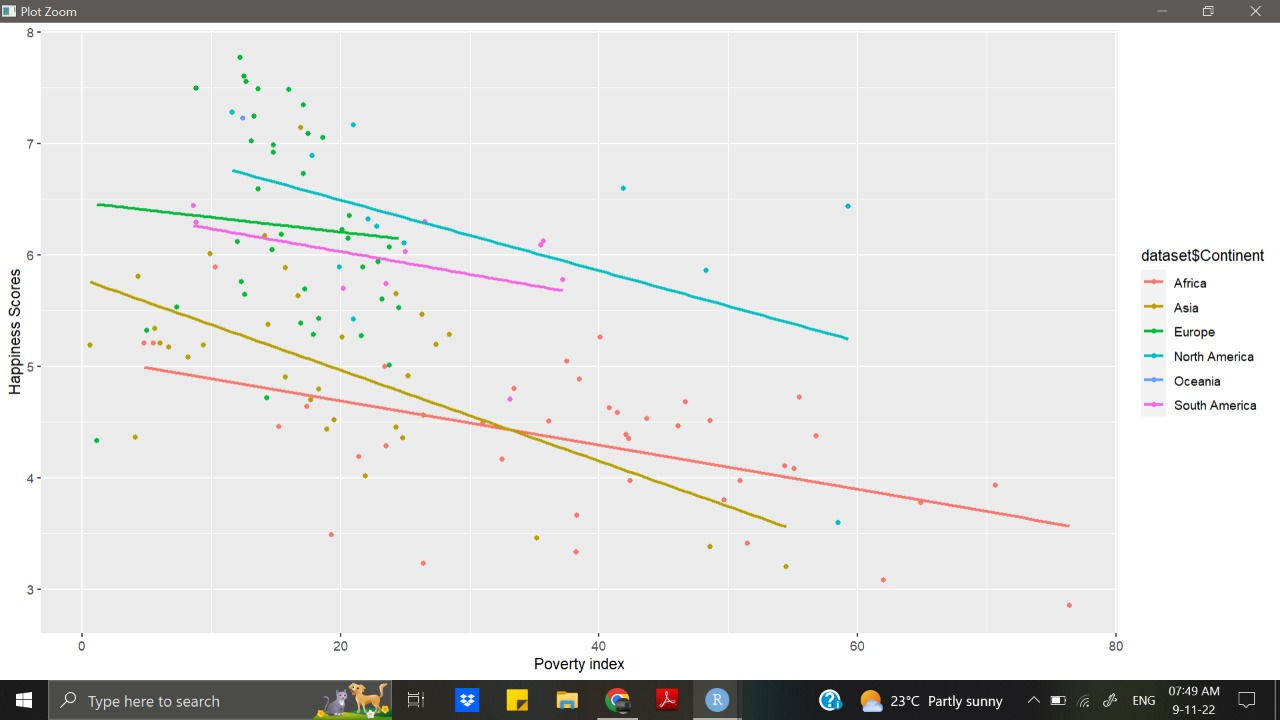 Plot Zoom
8
7
6
5
4
3
Happiness Scores
0 20 40 60 80
Poverty index
dataset$Continent
Africa
Asia
Europe
North America
Oceania
South America
Type here to search
R
?
23°C Partly sunny
ENG
07:49 AM
9-11-22